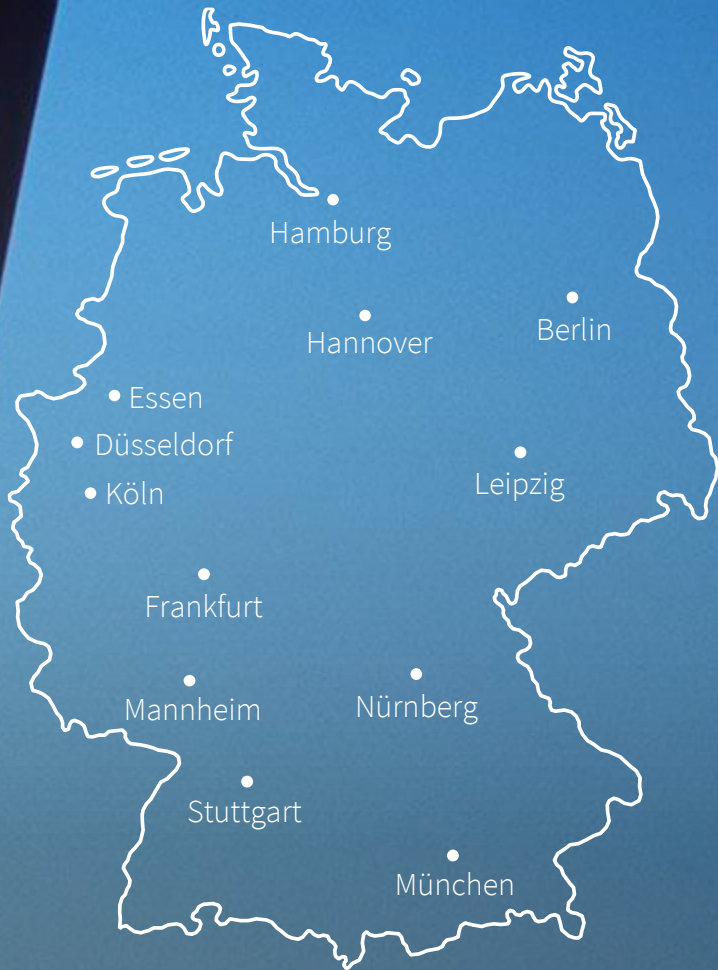 Hamburg
Hannover
Berlin
Essen
Düsseldorf
Leipzig
Köln
Frankfurt
Mannheim
Nürnberg
Stuttgart
München